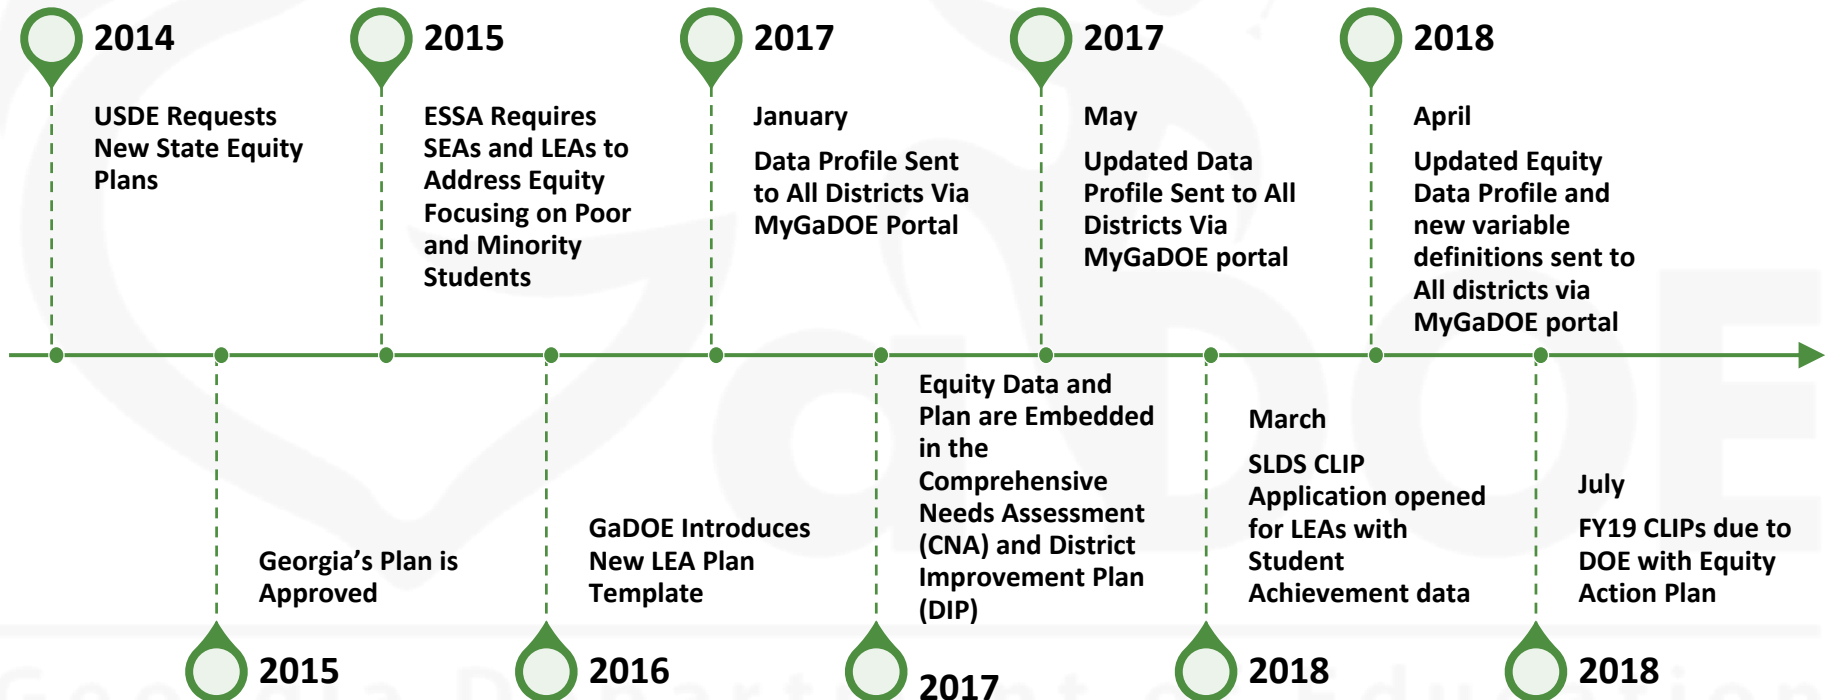 2014
USDE Requests
New State Equity
Plans
2015
Georgia's Plan is
Approved
2015
ESSA Requires
SEAs and LEAs to
Address Equity
Focusing on Poor
and Minority
Students
2016
GaDOE Introduces
New LEA Plan
Template
2017
January
Data Profile Sent
to All Districts Via
MyGaDOE Portal
2017
Equity Data and
Plan are Embedded
in the
Comprehensive
Needs Assessment
(CNA) and District
Improvement Plan
(DIP)
2017
May
Updated Data
Profile Sent to All
Districts Via
MyGaDOE portal
2018
March
SLDS CLIP
Application opened
for LEAs with
Student
Achievement data
2018
April
Updated Equity
Data Profile and
new variable
definitions sent to
All districts via
MyGaDOE portal
2018
July
FY19 CLIPs due to
DOE with Equity
Action Plan
GaDOE
Georgia Department of Education